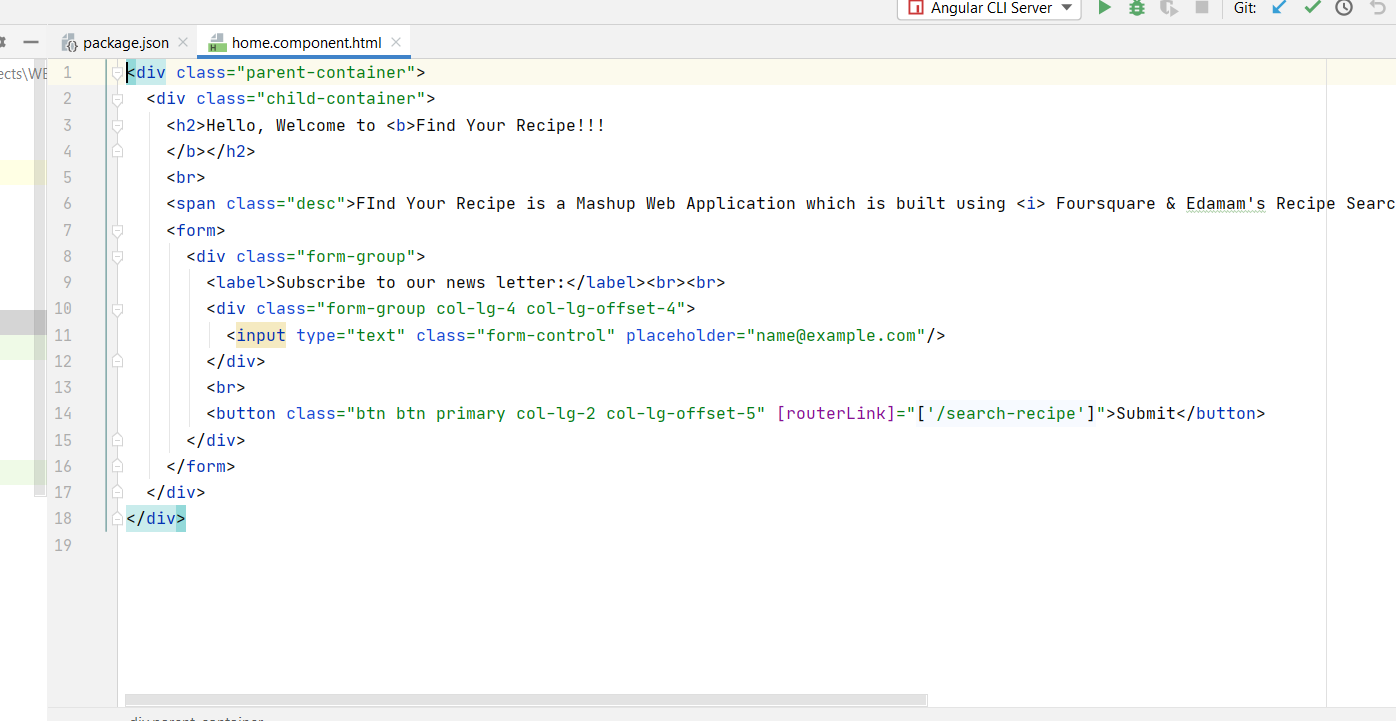 Angular CLI Server
Git:
package.json
home.component.html
1 <div class="parent-container">
2 <div class="child-container">
3 <h2>Hello, Welcome to <b>Find Your Recipe!!!
4 </b></h2>
5 <br>
6 <span class="desc">FInd Your Recipe is a Mashup Web Application which is built using <i> Foursquare & Edamam's Recipe Searc
7 <form>
8 <div class="form-group">
9 <label>Subscribe to our news letter:</label><br><br>
10 <div class="form-group col-lg-4 col-lg-offset-4">
11 <input type="text" class="form-control" placeholder="name@example.com"/>
12 </div>
13 <br>
14 <button class="btn btn primary col-lg-2 col-lg-offset-5" [routerLink]="['/search-recipe']">Submit</button>
15 </div>
16 </form>
17 </div>
18 </div>
19